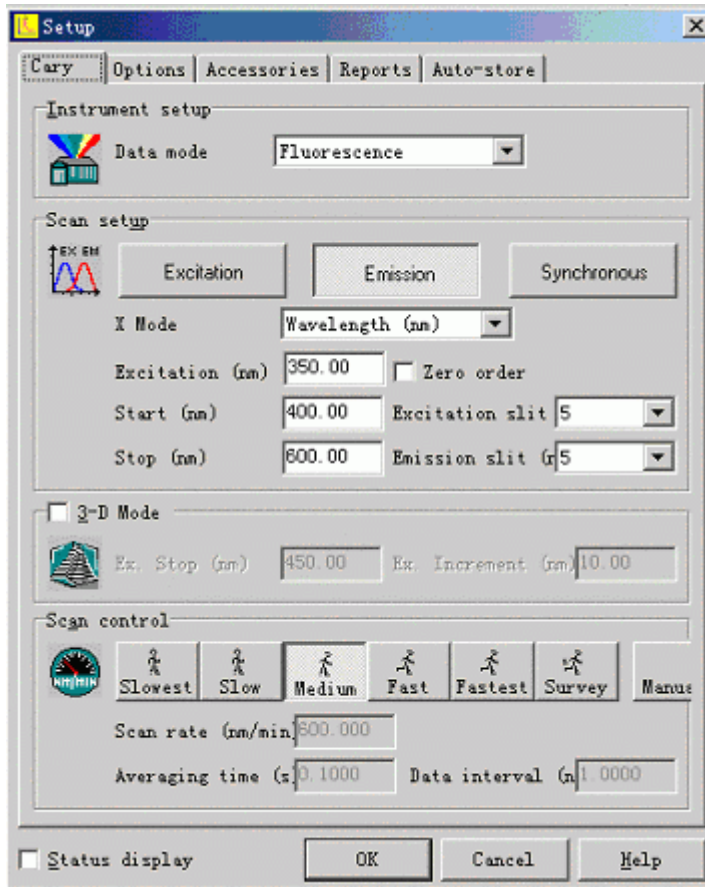 Setup
Cary Options Accessories Reports Auto-store
Instrument setup
Data mode Fluorescence
Scan setup
EX EM
Excitation Emission Synchronous
X Mode Wavelength (nm)
Excitation (nm) 350.00 Zero order
Start (nm) 400.00 Excitation slit 5
Stop (nm) 600.00 Emission slit (n 5
3-D Mode
Ex. Stop (nm) 450.00 Ex. Increment (nm) 10.00
Scan control
NM/MIN
Slowest Slow Medium Fast Fastest Survey Manua
Scan rate (nm/min) 600.000
Averaging time (s) 0.1000 Data interval (n 1.0000
Status display OK Cancel Help